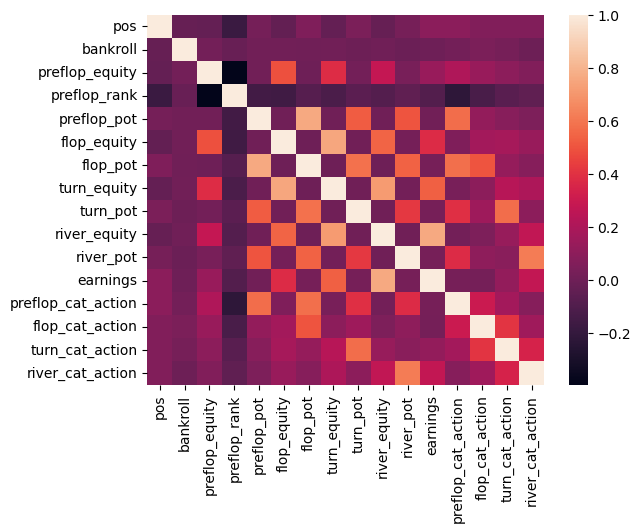 pos
bankroll
preflop_equity
preflop_rank
preflop_pot
flop_equity
flop_pot
turn_equity
turn_pot
river_equity
river_pot
earnings
preflop_cat_action
flop_cat_action
turn_cat_action
river_cat_action
pos
bankroll
preflop_equity
preflop_rank
preflop_pot
flop_equity
flop_pot
turn_equity
turn_pot
river_equity
river_pot
earnings
preflop_cat_action
flop_cat_action
turn_cat_action
river_cat_action
1.0
0.8
0.6
0.4
0.2
0.0
−0.2